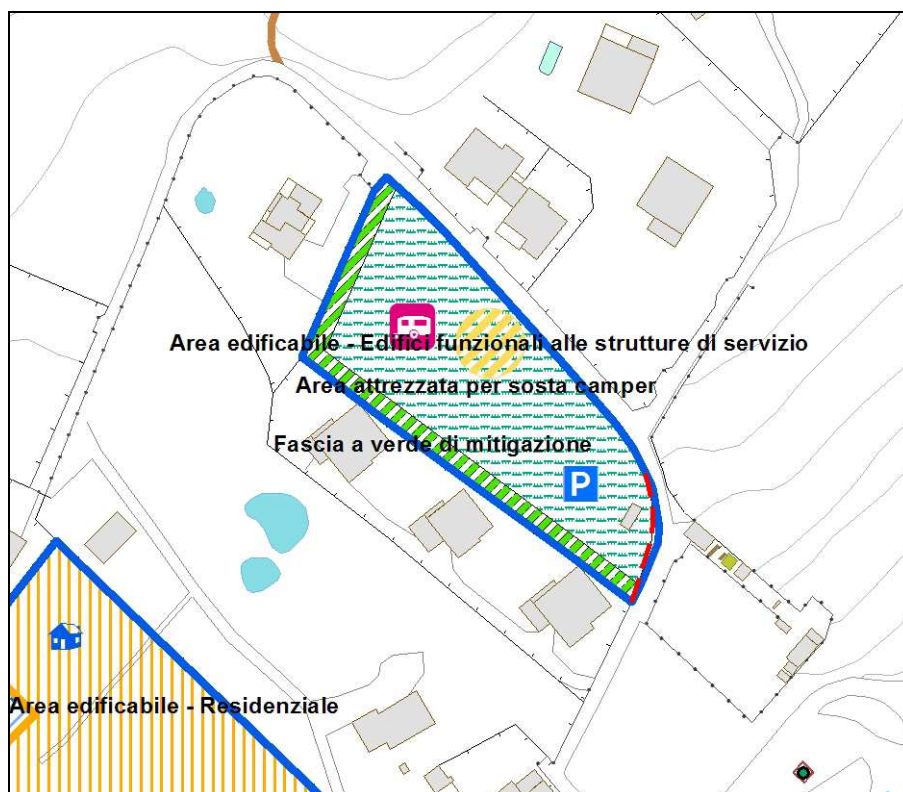 Area edificabile - Edifici funzionali alle strutture di servizio
Area attrezzata per sosta camper
Fascia a verde di mitigazione
P
Area edificabile - Residenziale